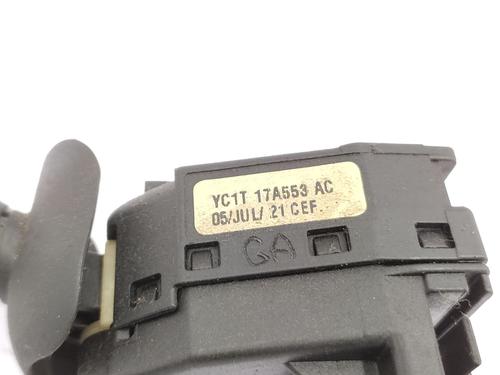 YC1T 17A553 AC
05/JUL/ 21 CEF.
GA